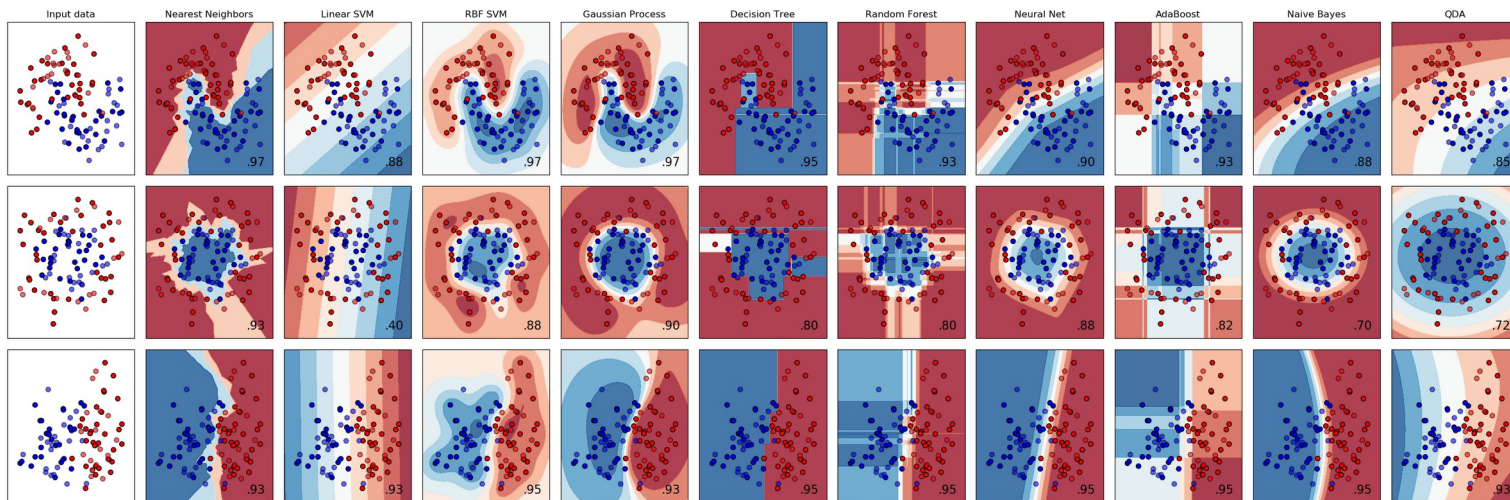 Input data Nearest Neighbors Linear SVM RBF SVM Gaussian Process Decision Tree Random Forest Neural Net AdaBoost Naive Bayes QDA
.97 .88 .97 .97 .95 .93 .90 .93 .88 .85
.93 .40 .88 .90 .80 .80 .88 .82 .70 .72
.93 .93 .95 .93 .95 .95 .95 .95 .95 .93